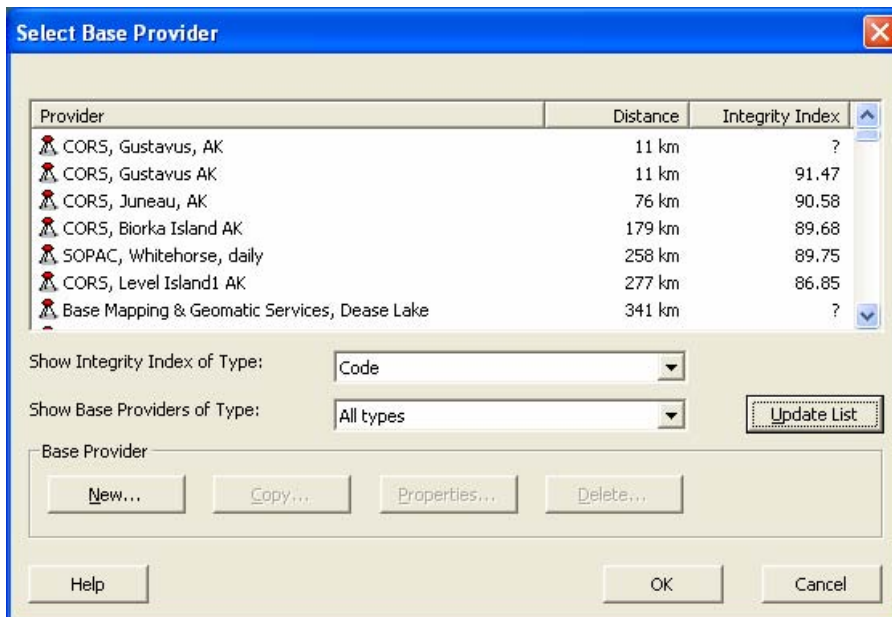 Select Base Provider
Provider Distance Integrity Index
CORS, Gustavus, AK 11 km ?
CORS, Gustavus AK 11 km 91.47
CORS, Juneau, AK 76 km 90.58
CORS, Biorka Island AK 179 km 89.68
SOPAC, Whitehorse, daily 258 km 89.75
CORS, Level Island1 AK 277 km 86.85
Base Mapping & Geomatic Services, Dease Lake 341 km ?
Show Integrity Index of Type: Code
Show Base Providers of Type: All types Update List
Base Provider
New... Copy... Properties... Delete...
Help OK Cancel